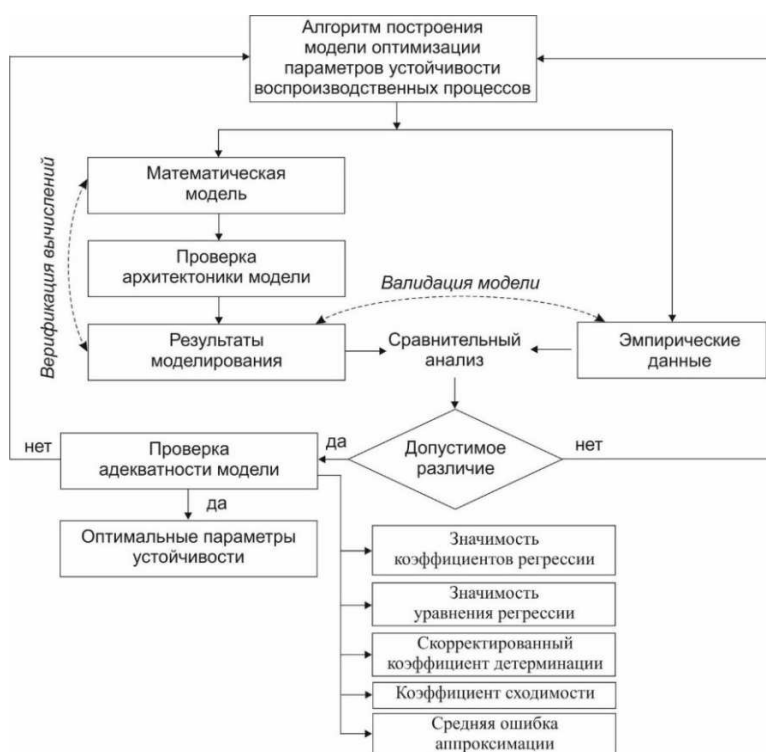 Алгоритм построения
модели оптимизации
параметров устойчивости
воспроизводственных процессов
Математическая
модель
Верификация вычислений
Проверка
архитектоники модели
Валидация модели
Результаты
моделирования
Сравнительный
анализ
Эмпирические
данные
нет
Проверка
адекватности модели
да
Допустимое
различие
нет
да
Оптимальные параметры
устойчивости
Значимость
коэффициентов регрессии
Значимость
уравнения регрессии
Скорректированный
коэффициент детерминации
Коэффициент сходимости
Средняя ошибка
аппроксимации